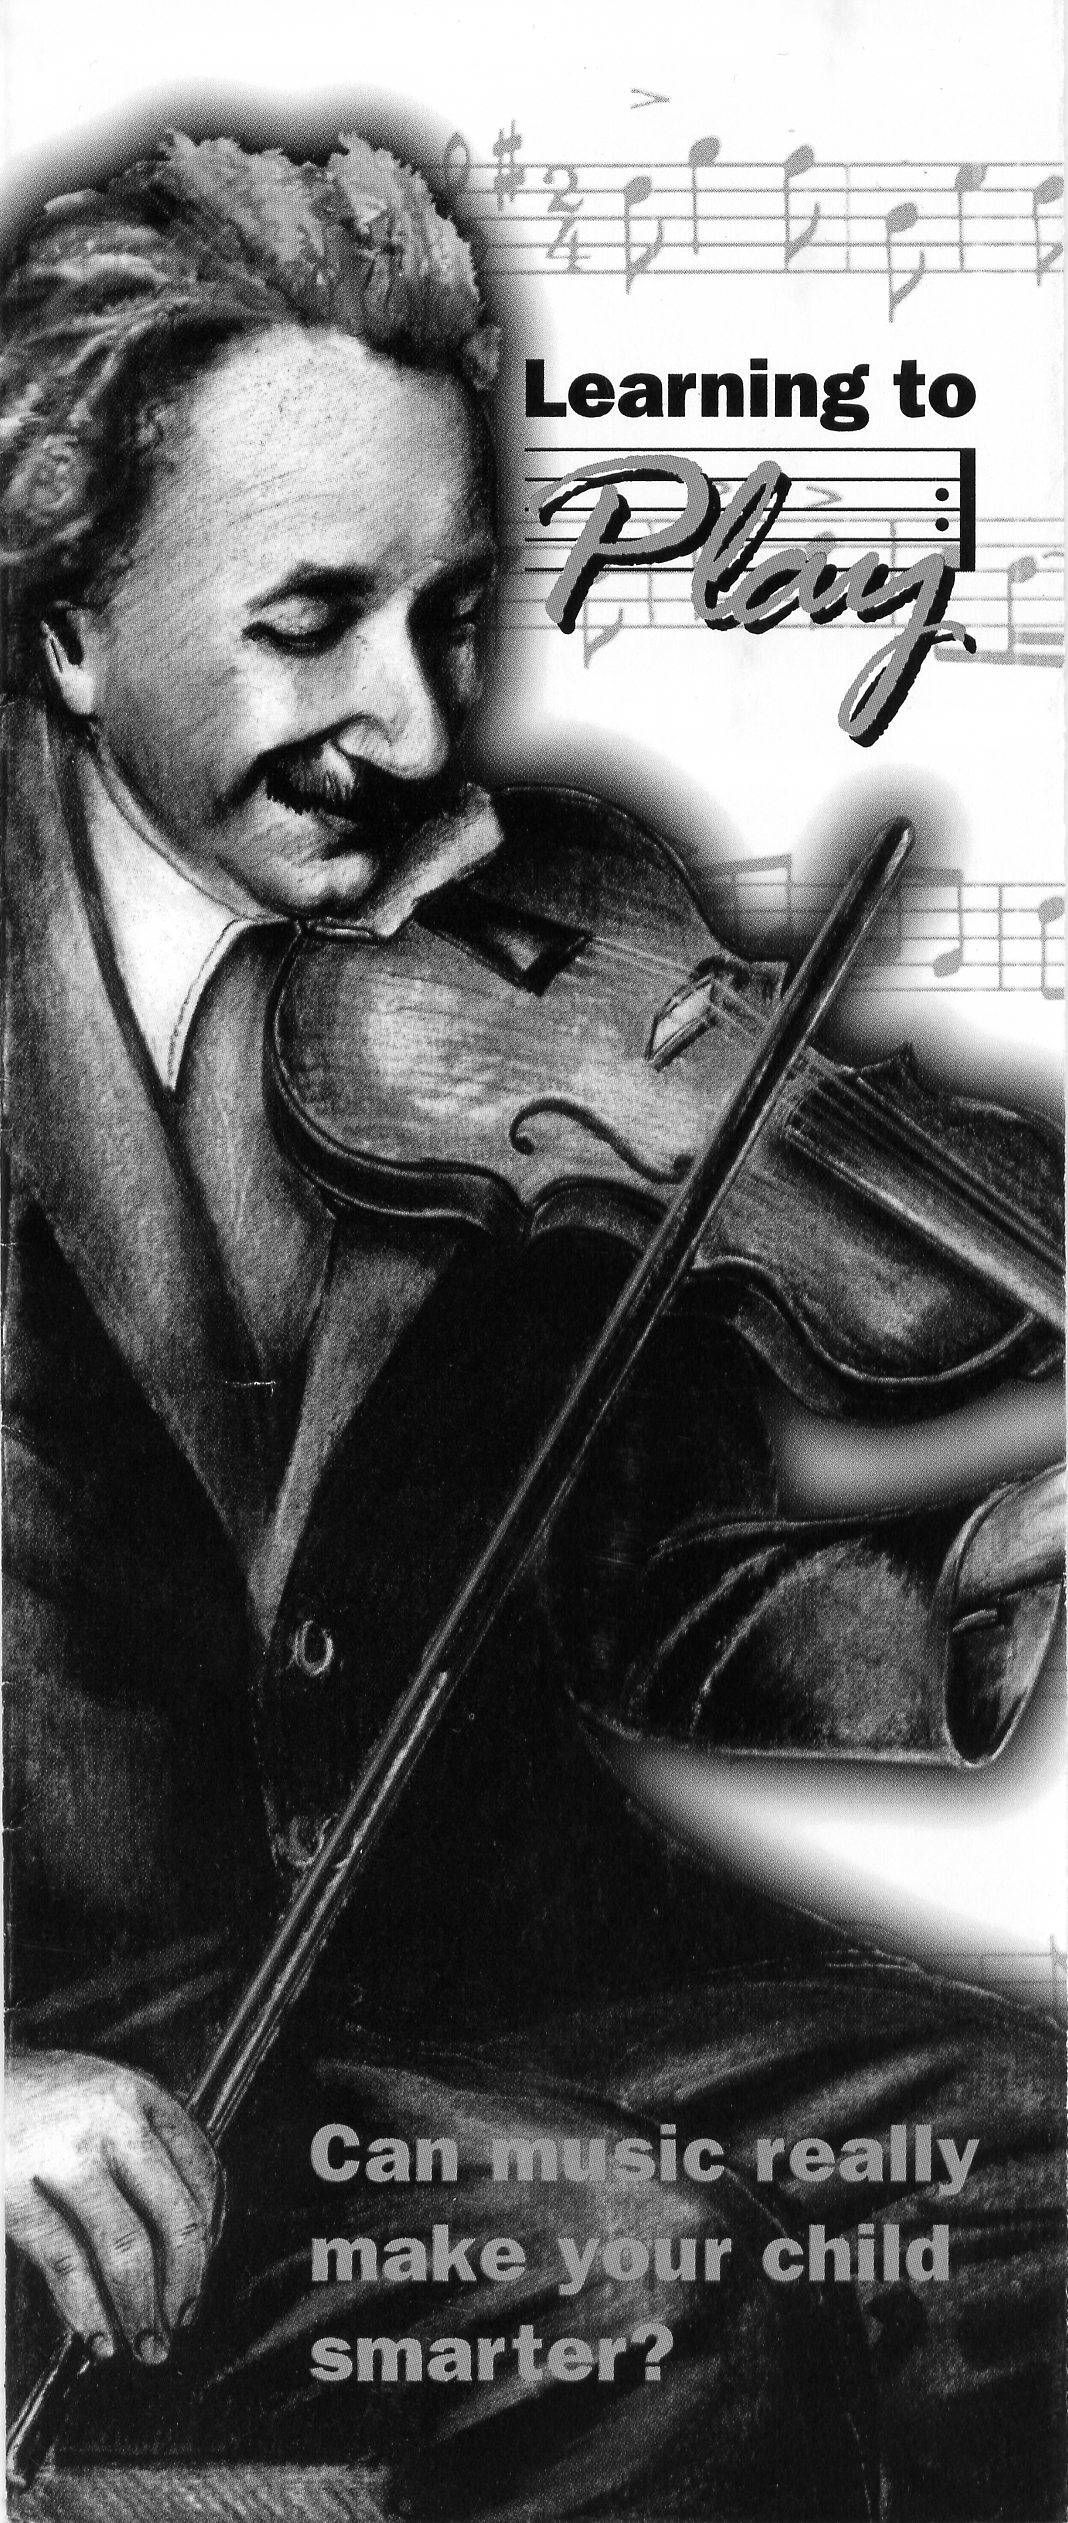 Learning to
Play
Can music really
make your child
smarter?